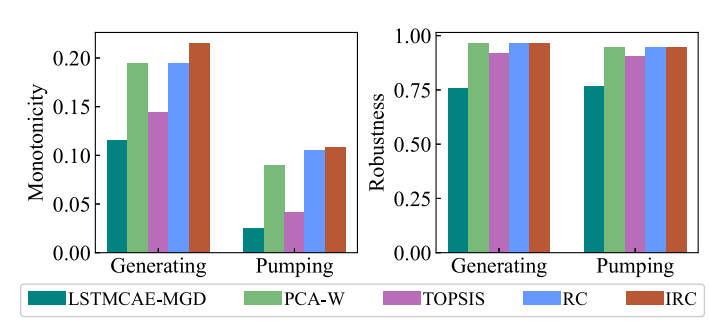 Monotonicity
0.20
0.15
0.10
0.05
0.00
Generating Pumping
Robustness
1.00
0.75
0.50
0.25
0.00
Generating Pumping
LSTMCAE-MGD PCA-W TOPSIS RC IRC